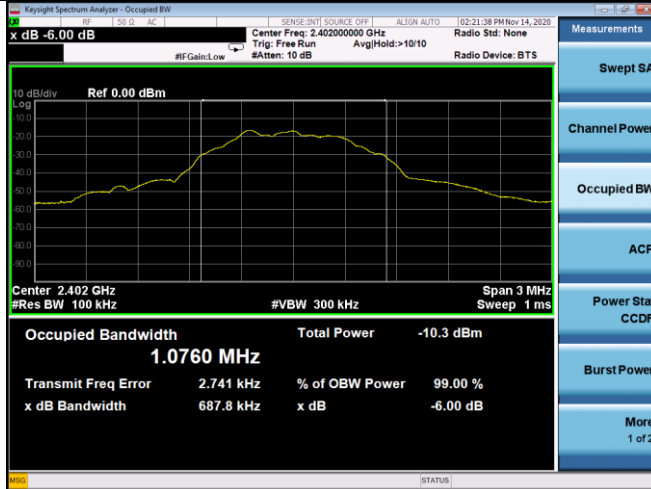 Keysight Spectrum Analyzer - Occupied BW
RF 50 Ω AC SENSE:INT SOURCE OFF ALIGN AUTO 02:21:38 PM Nov 14, 2020
x dB -6.00 dB
Center Freq: 2.402000000 GHz Radio Std: None
Trig: Free Run Avg|Hold:>10/10
#IFGain:Low #Atten: 10 dB Radio Device: BTS
10 dB/div Ref 0.00 dBm
Log
-10.0
-20.0
-30.0
-40.0
-50.0
-60.0
-70.0
-80.0
-90.0
Center 2.402 GHz Span 3 MHz
#Res BW 100 kHz #VBW 300 kHz Sweep 1 ms
Occupied Bandwidth Total Power -10.3 dBm
1.0760 MHz
Transmit Freq Error 2.741 kHz % of OBW Power 99.00 %
x dB Bandwidth 687.8 kHz x dB -6.00 dB
MSG STATUS
Measurements
Swept SA
Channel Power
Occupied BW
ACP
Power Sta
CCDF
Burst Power
More
1 of 2